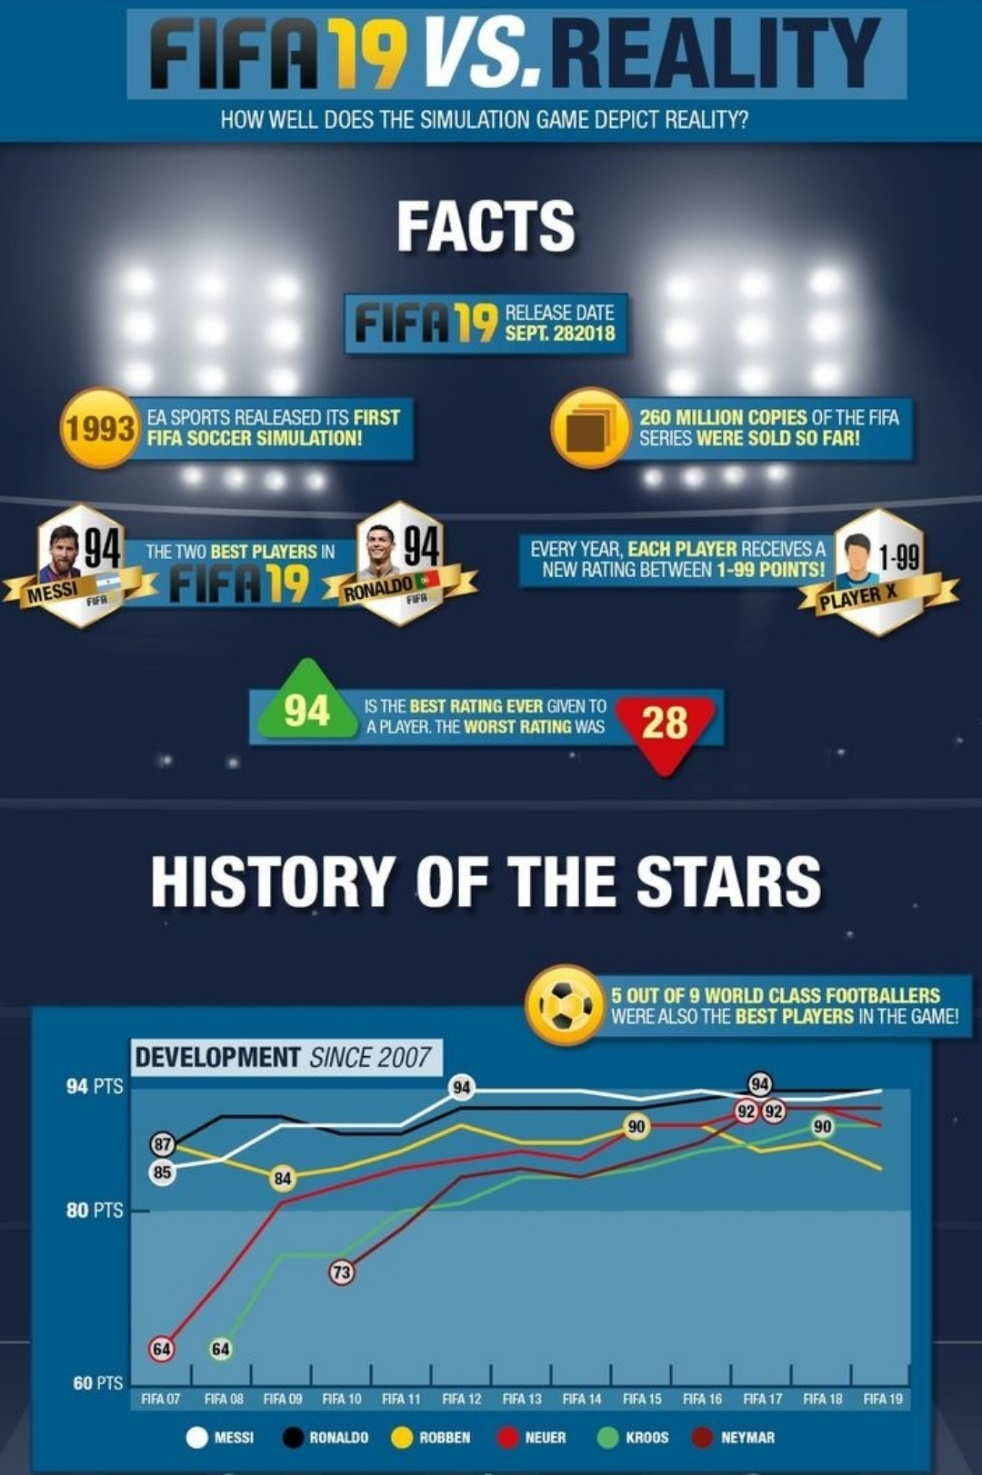 FIFA 19 VS. REALITY
HOW WELL DOES THE SIMULATION GAME DEPICT REALITY?
FACTS
FIFA 19 RELEASE DATE
SEPT. 282018
1993
EA SPORTS REALEASED ITS FIRST
FIFA SOCCER SIMULATION!
260 MILLION COPIES OF THE FIFA
SERIES WERE SOLD SO FAR!
94
MESSI
FIFA
THE TWO BEST PLAYERS IN
FIFA 19
94
RONALDO
FIFA
EVERY YEAR, EACH PLAYER RECEIVES A
NEW RATING BETWEEN 1-99 POINTS!
1-99
PLAYER X
94
IS THE BEST RATING EVER GIVEN TO
A PLAYER. THE WORST RATING WAS
28
HISTORY OF THE STARS
5 OUT OF 9 WORLD CLASS FOOTBALLERS
WERE ALSO THE BEST PLAYERS IN THE GAME!
DEVELOPMENT SINCE 2007
94 PTS
94
94
92 92
90
90
87
85
84
80 PTS
73
64
64
60 PTS
FIFA 07 FIFA 08 FIFA 09 FIFA 10 FIFA 11 FIFA 12 FIFA 13 FIFA 14 FIFA 15 FIFA 16 FIFA 17 FIFA 18 FIFA 19
MESSI RONALDO ROBBEN NEUER KROOS NEYMAR